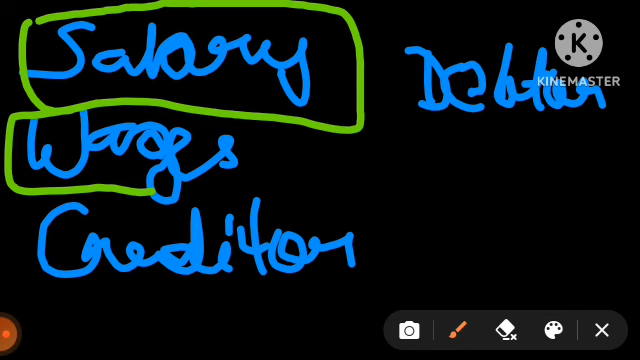 Salary
Debtor
KINEMASTER
Wages
Creditor